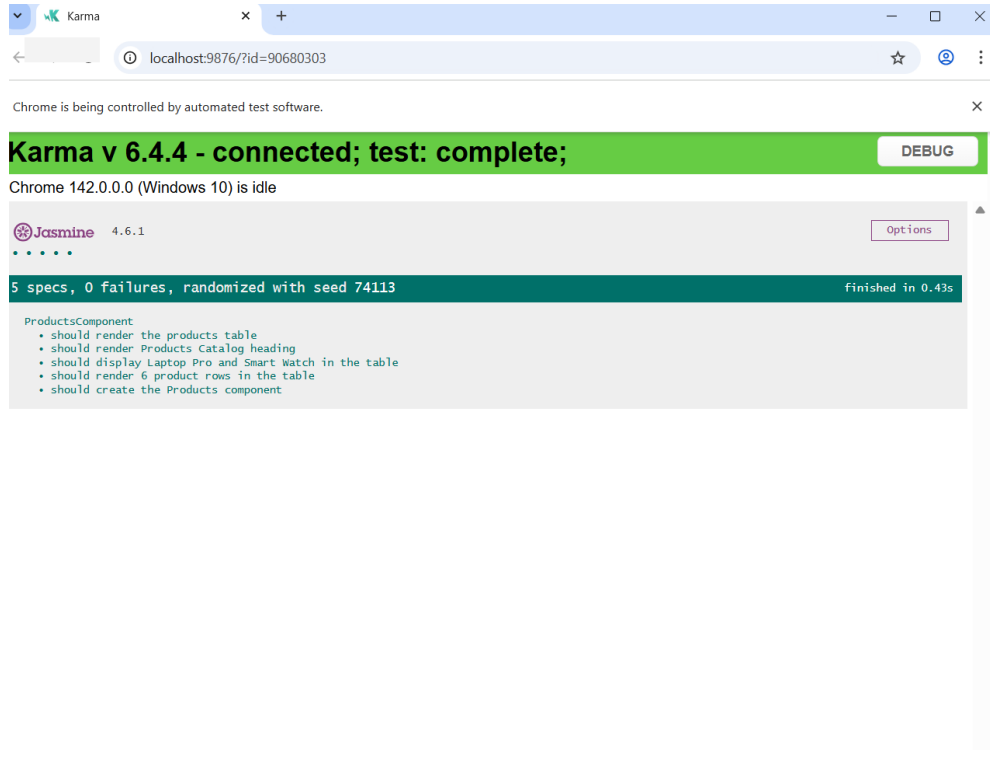 Karma
localhost:9876/?id=90680303
Chrome is being controlled by automated test software.
Karma v 6.4.4 - connected; test: complete;
DEBUG
Chrome 142.0.0.0 (Windows 10) is idle
Jasmine 4.6.1
Options
5 specs, 0 failures, randomized with seed 74113
finished in 0.43s
ProductsComponent
• should render the products table
• should render Products Catalog heading
• should display Laptop Pro and Smart Watch in the table
• should render 6 product rows in the table
• should create the Products component